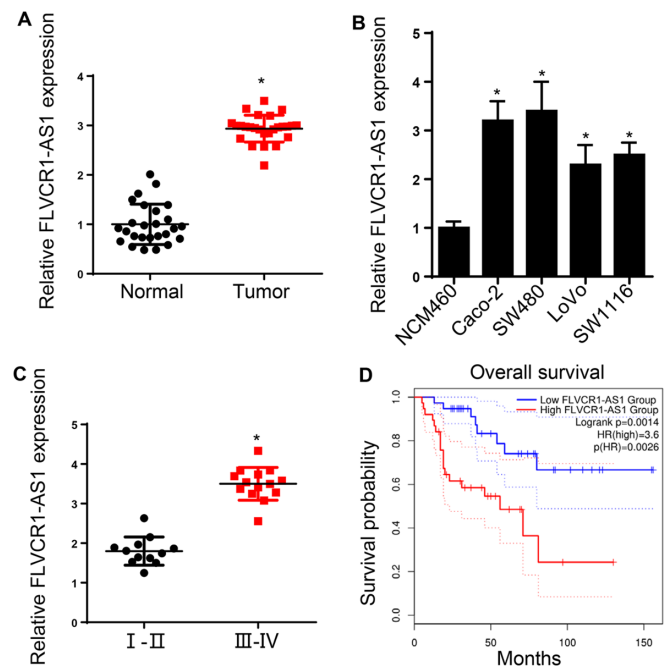 A
Relative FLVCR1-AS1 expression
4
3
2
1
0
*
Normal
Tumor
B
Relative FLVCR1-AS1 expression
5
4
3
2
1
0
*
*
*
*
NCM460
Caco-2
SW480
LoVo
SW1116
C
Relative FLVCR1-AS1 expression
5
4
3
2
1
0
*
Ⅰ-Ⅱ
Ⅲ-Ⅳ
D
Overall survival
Survival probability
1.0
0.8
0.6
0.4
0.2
0.0
Low FLVCR1-AS1 Group
High FLVCR1-AS1 Group
Logrank p=0.0014
HR(high)=3.6
p(HR)=0.0026
0
50
100
150
Months